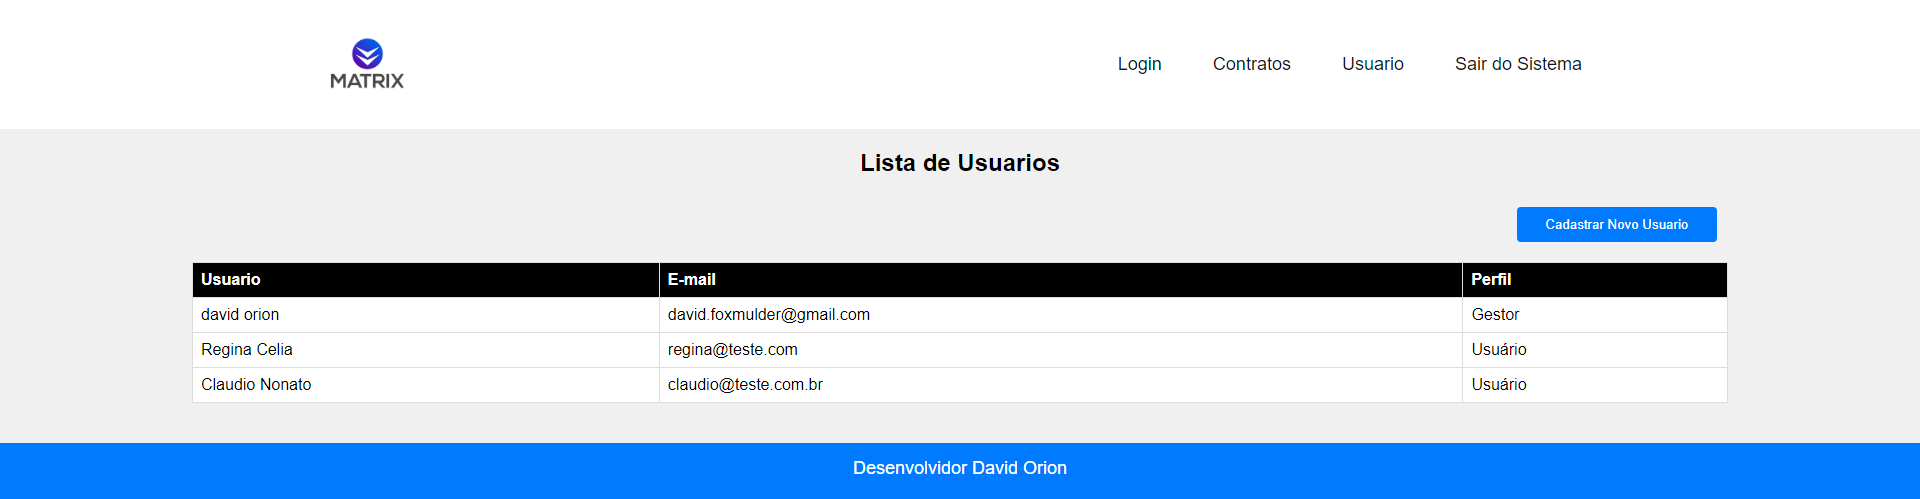 MATRIX
Login Contratos Usuario Sair do Sistema
Lista de Usuarios
Cadastrar Novo Usuario
Usuario E-mail Perfil
david orion david.foxmulder@gmail.com Gestor
Regina Celia regina@teste.com Usuário
Claudio Nonato claudio@teste.com.br Usuário
Desenvolvidor David Orion